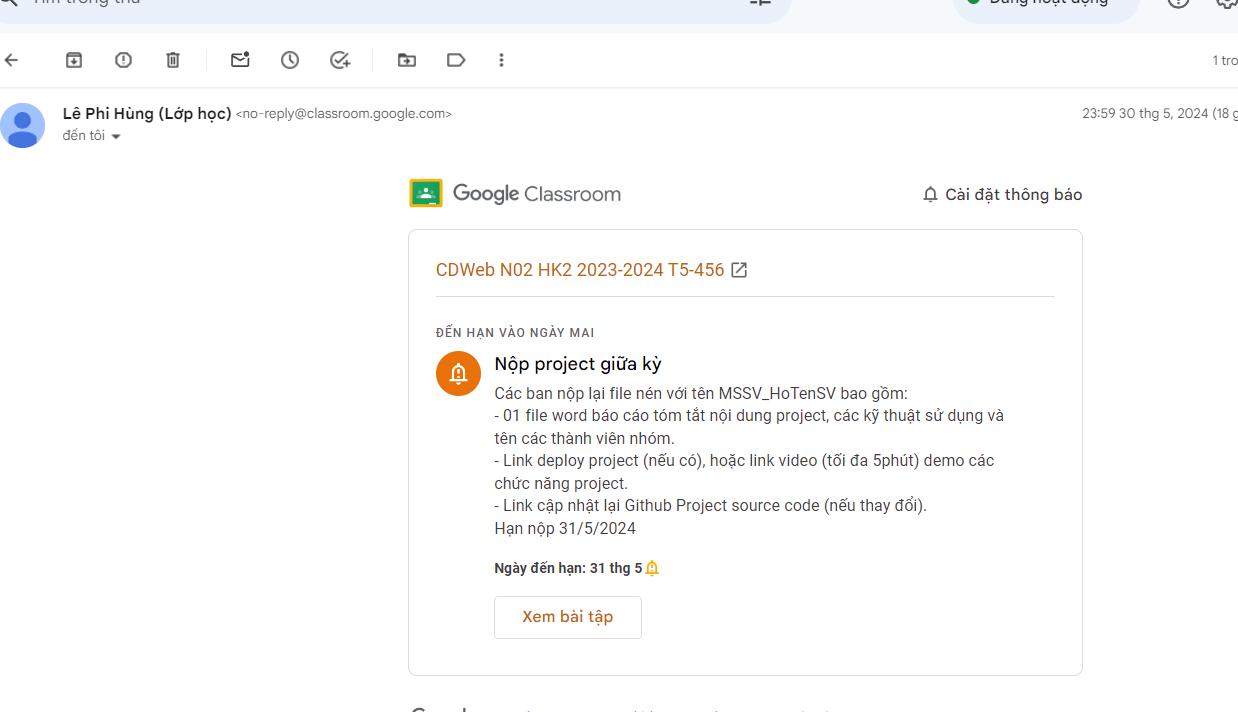 Tìm trong thư
Đang hoạt động
1 tro
Lê Phi Hùng (Lớp học) <no-reply@classroom.google.com>
23:59 30 thg 5, 2024 (18 g
đến tôi
Google Classroom
Cài đặt thông báo
CDWeb N02 HK2 2023-2024 T5-456
ĐẾN HẠN VÀO NGÀY MAI
Nộp project giữa kỳ
Các ban nộp lại file nén với tên MSSV_HoTenSV bao gồm:
- 01 file word báo cáo tóm tắt nội dung project, các kỹ thuật sử dụng và
tên các thành viên nhóm.
- Link deploy project (nếu có), hoặc link video (tối đa 5phút) demo các
chức năng project.
- Link cập nhật lại Github Project source code (nếu thay đổi).
Hạn nộp 31/5/2024
Ngày đến hạn: 31 thg 5
Xem bài tập